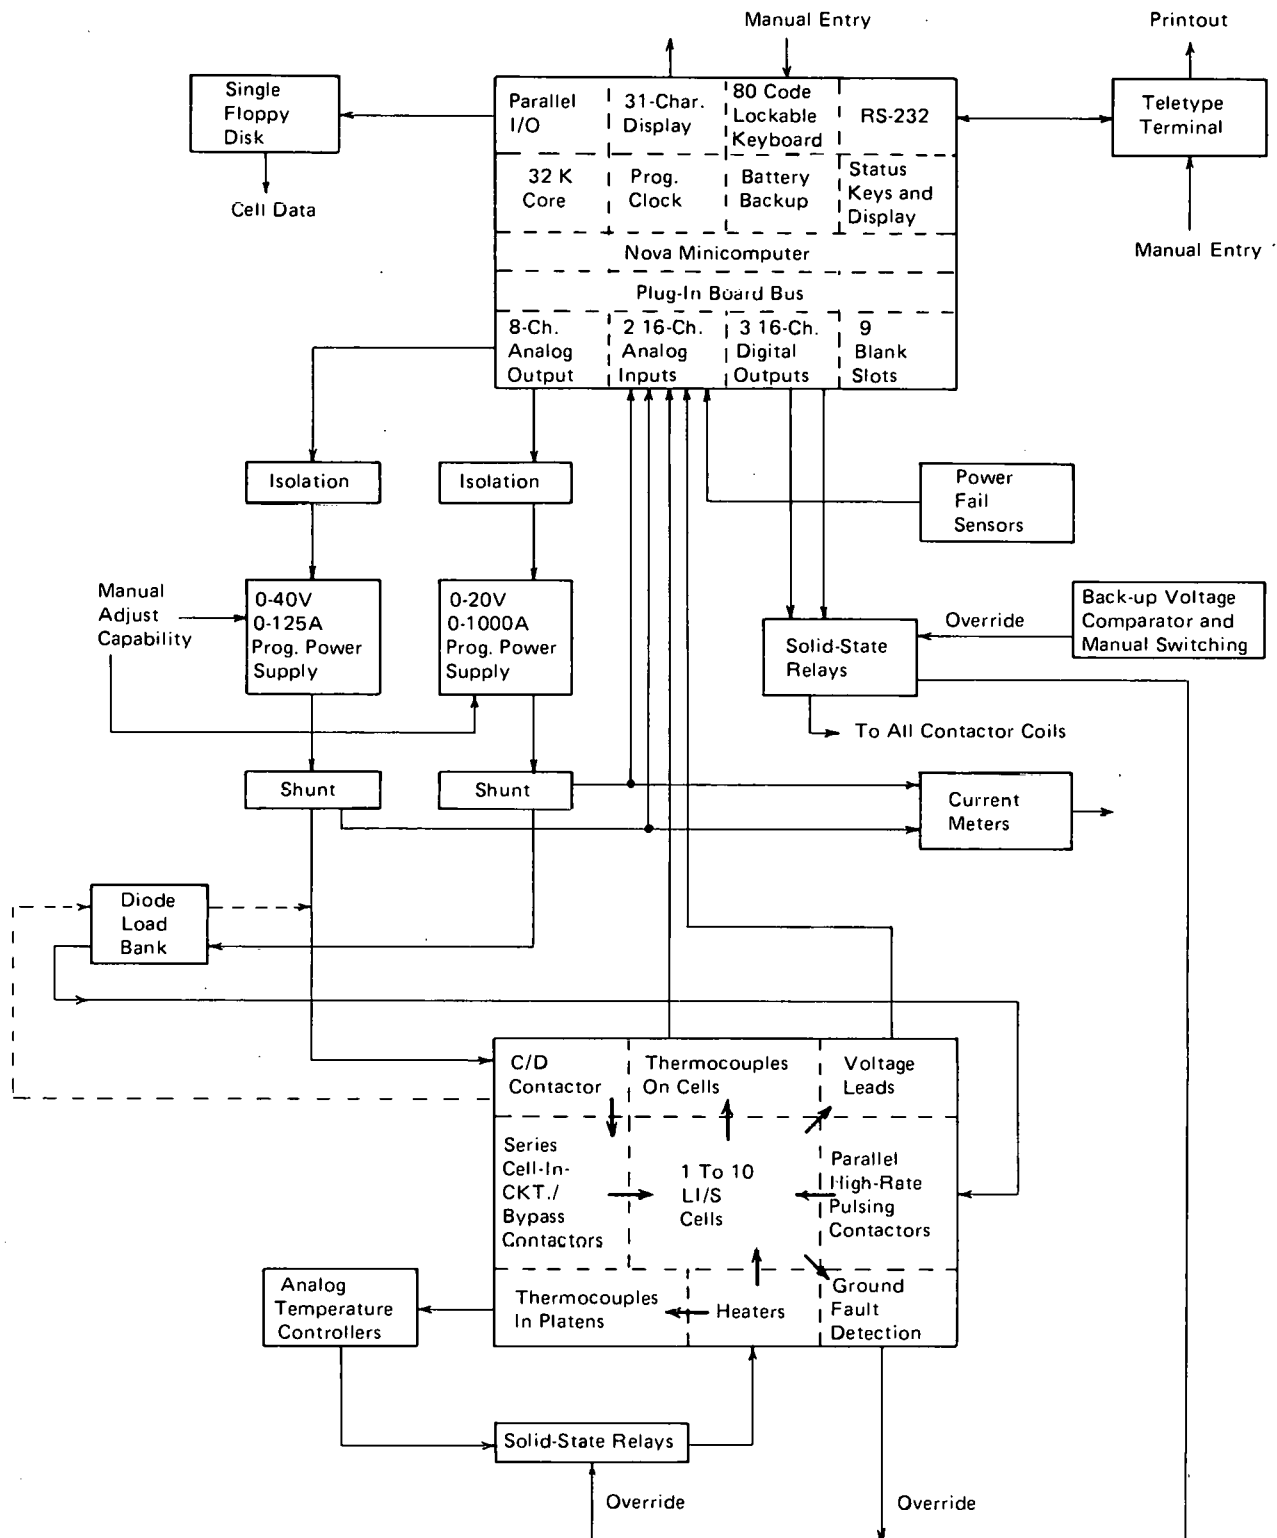 Manual Entry
Printout
Single
Floppy
Disk
Cell Data
Parallel
I/O
31-Char.
Display
80 Code
Lockable
Keyboard
RS-232
Teletype
Terminal
Manual Entry
32 K
Core
Prog.
Clock
Battery
Backup
Status
Keys and
Display
Nova Minicomputer
Plug-In Board Bus
8-Ch.
Analog
Output
2 16-Ch.
Analog
Inputs
3 16-Ch.
Digital
Outputs
9
Blank
Slots
Isolation
Isolation
Power
Fail
Sensors
Manual
Adjust
Capability
0-40V
0-125A
Prog. Power
Supply
0-20V
0-1000A
Prog. Power
Supply
Solid-State
Relays
Override
Back-up Voltage
Comparator and
Manual Switching
To All Contactor Coils
Shunt
Shunt
Current
Meters
Diode
Load
Bank
C/D
Contactor
Thermocouples
On Cells
Voltage
Leads
Series
Cell-In-
CKT./
Bypass
Contactors
1 To 10
LI/S
Cells
Parallel
High-Rate
Pulsing
Contactors
Analog
Temperature
Controllers
Thermocouples
In Platens
Heaters
Ground
Fault
Detection
Solid-State Relays
Override
Override